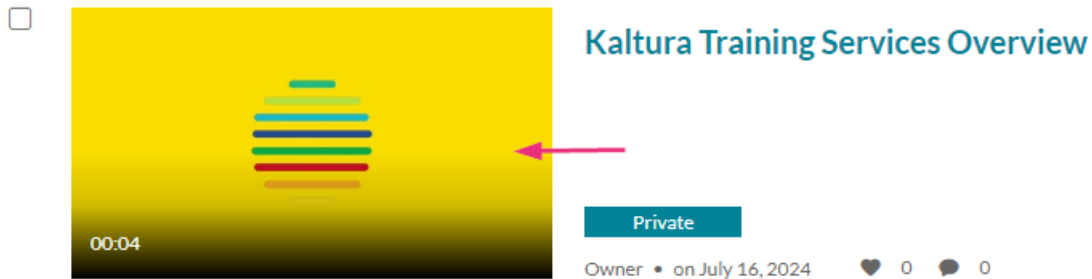 Kaltura Training Services Overview
00:04
Private
Owner • on July 16, 2024 0 0